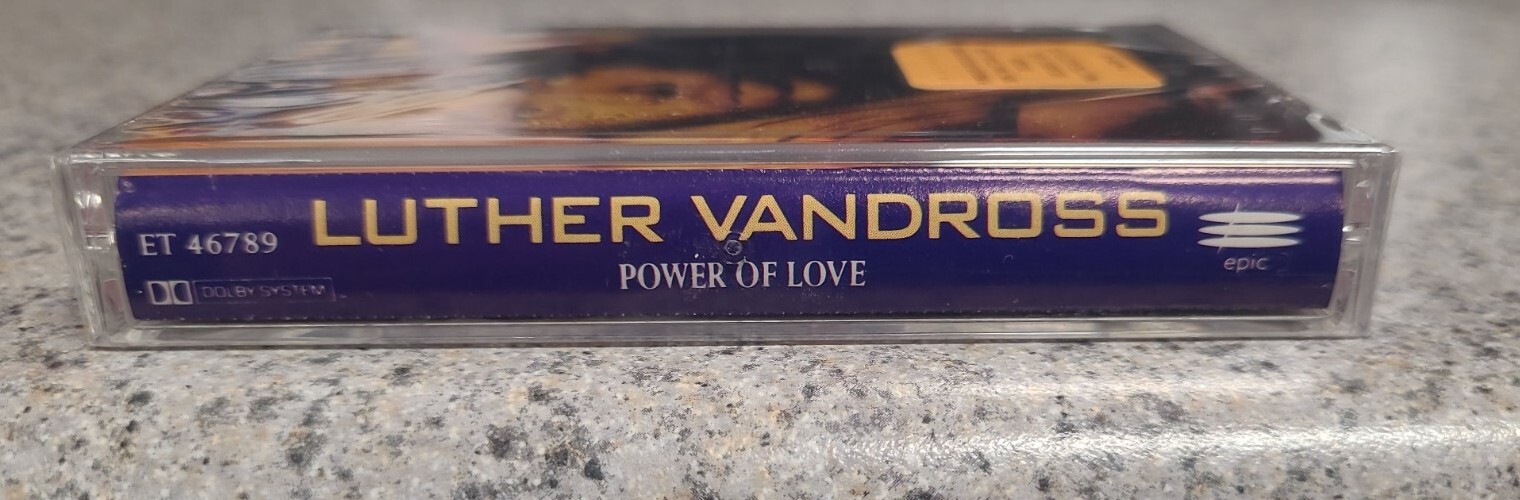 LUTHER VANDROSS
ET 46789
POWER OF LOVE
epic
DOLBY SYSTEM